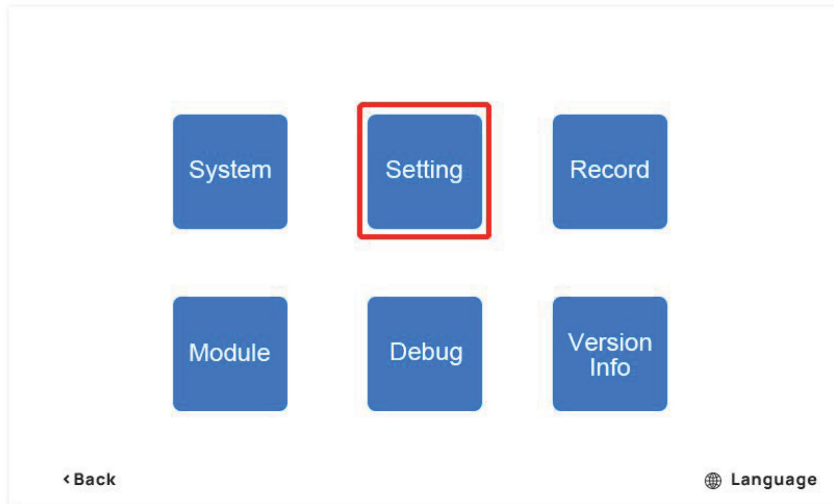 System
Setting
Record
Module
Debug
Version
Info
<Back
Language